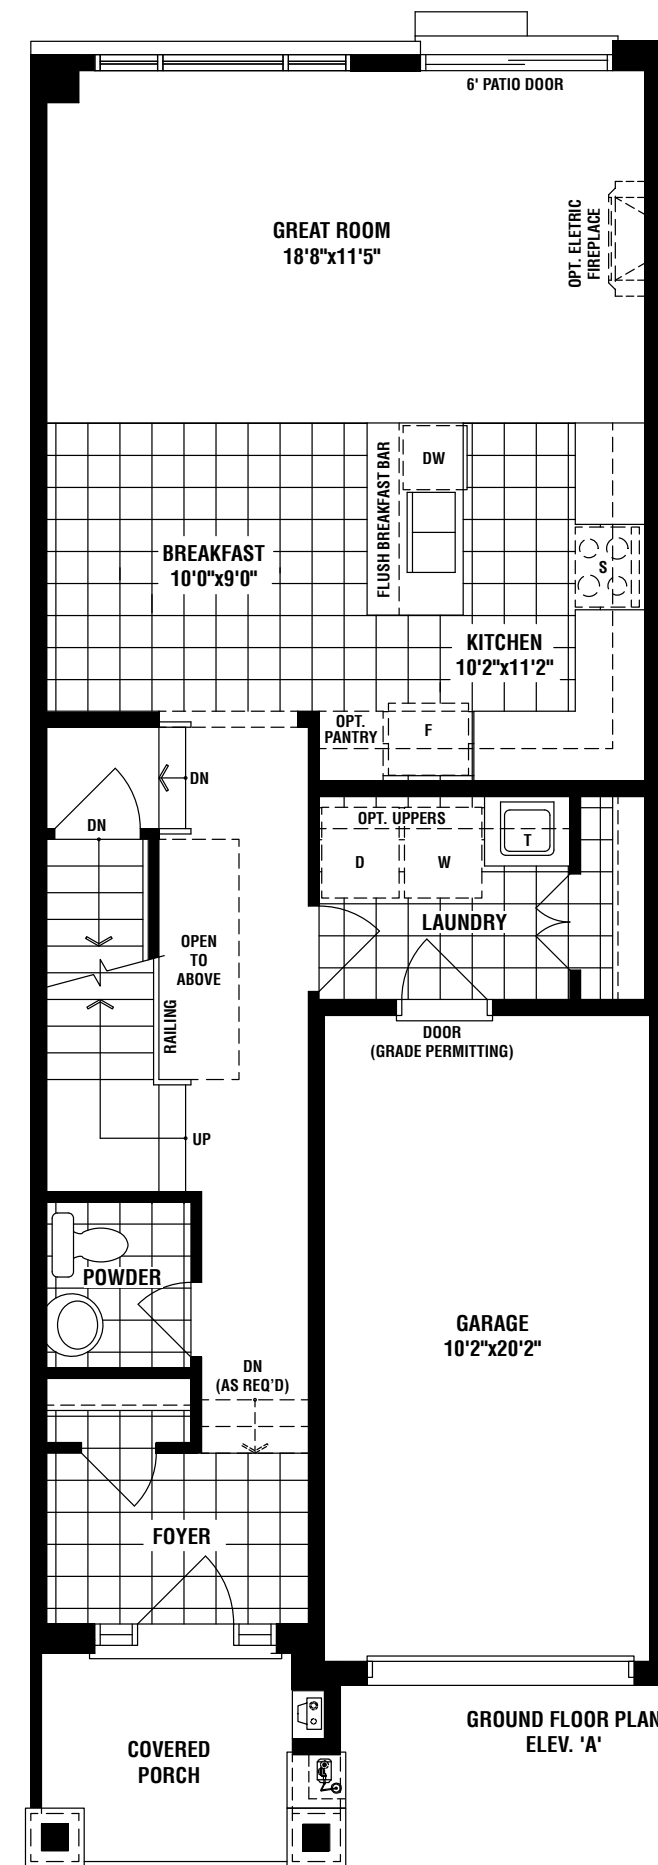 6' PATIO DOOR
GREAT ROOM
18'8"x11'5"
OPT. ELETRIC
FIREPLACE
FLUSH BREAKFAST BAR
DW
BREAKFAST
10'0"x9'0"
S
KITCHEN
10'2"x11'2"
OPT.
PANTRY
F
DN
DN
OPT. UPPERS
D
W
T
LAUNDRY
OPEN
TO
ABOVE
RAILING
DOOR
(GRADE PERMITTING)
UP
POWDER
GARAGE
10'2"x20'2"
DN
(AS REQ'D)
FOYER
GROUND FLOOR PLAN
ELEV. 'A'
COVERED
PORCH